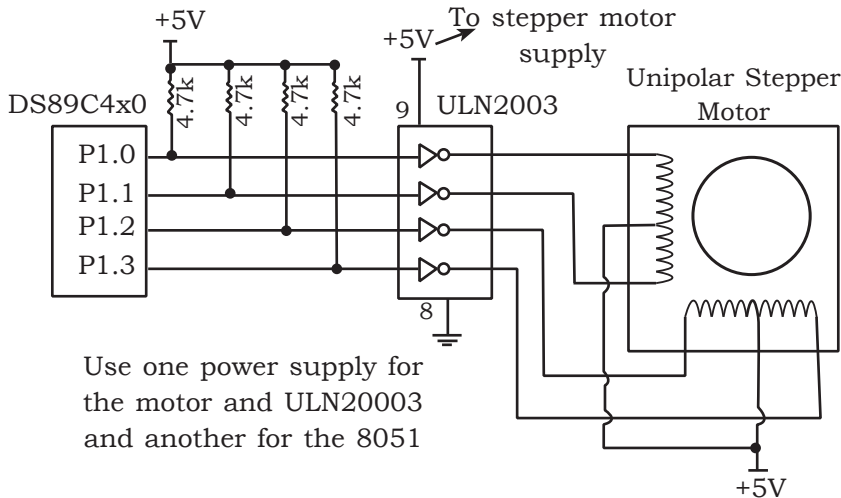 +5V
To stepper motor
supply
+5V
Unipolar Stepper
Motor
DS89C4x0
4.7k
4.7k
4.7k
4.7k
9
ULN2003
P1.0
P1.1
P1.2
P1.3
8
Use one power supply for
the motor and ULN20003
and another for the 8051
+5V